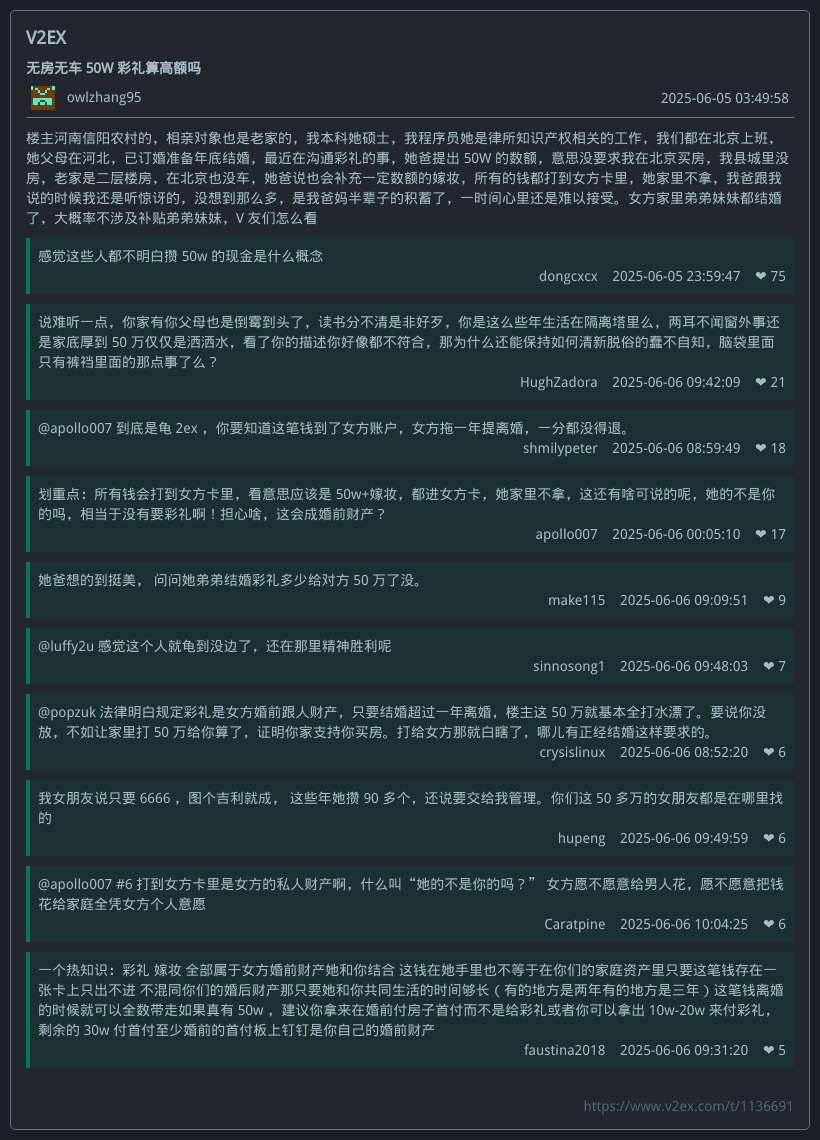 V2EX
无房无车 50W 彩礼算高额吗
owlzhang95
2025-06-05 03:49:58
楼主河南信阳农村的，相亲对象也是老家的，我本科她硕士，我程序员她是律所知识产权相关的工作，我们都在北京上班，
她父母在河北，已订婚准备年底结婚，最近在沟通彩礼的事，她爸提出 50W 的数额，意思没要求我在北京买房，我县城里没
房，老家是二层楼房，在北京也没车，她爸说也会补充一定数额的嫁妆，所有的钱都打到女方卡里，她家里不拿，我爸跟我
说的时候我还是听惊讶的，没想到那么多，是我爸妈半辈子的积蓄了，一时间心里还是难以接受。女方家里弟弟妹妹都结婚
了，大概率不涉及补贴弟弟妹妹，V 友们怎么看
感觉这些人都不明白攒 50w 的现金是什么概念
dongcxcx 2025-06-05 23:59:47 ❤ 75
说难听一点，你家有你父母也是倒霉到头了，读书分不清是非好歹，你是这么些年生活在隔离塔里么，两耳不闻窗外事还
是家底厚到 50 万仅仅是洒洒水，看了你的描述你好像都不符合，那为什么还能保持如何清新脱俗的蠢不自知，脑袋里面
只有裤裆里面的那点事了么？
HughZadora 2025-06-06 09:42:09 ❤ 21
@apollo007 到底是龟 2ex ，你要知道这笔钱到了女方账户，女方拖一年提离婚，一分都没得退。
shmilypeter 2025-06-06 08:59:49 ❤ 18
划重点：所有钱会打到女方卡里，看意思应该是 50w+嫁妆，都进女方卡，她家里不拿，这还有啥可说的呢，她的不是你
的吗，相当于没有要彩礼啊！担心啥，这会成婚前财产？
apollo007 2025-06-06 00:05:10 ❤ 17
她爸想的到挺美， 问问她弟弟结婚彩礼多少给对方 50 万了没。
make115 2025-06-06 09:09:51 ❤ 9
@luffy2u 感觉这个人就龟到没边了，还在那里精神胜利呢
sinnosong1 2025-06-06 09:48:03 ❤ 7
@popzuk 法律明白规定彩礼是女方婚前跟人财产，只要结婚超过一年离婚，楼主这 50 万就基本全打水漂了。要说你没
放，不如让家里打 50 万给你算了，证明你家支持你买房。打给女方那就白瞎了，哪儿有正经结婚这样要求的。
crysislinux 2025-06-06 08:52:20 ❤ 6
我女朋友说只要 6666 ，图个吉利就成， 这些年她攒 90 多个，还说要交给我管理。你们这 50 多万的女朋友都是在哪里找
的
hupeng 2025-06-06 09:49:59 ❤ 6
@apollo007 #6 打到女方卡里是女方的私人财产啊，什么叫“她的不是你的吗？” 女方愿不愿意给男人花，愿不愿意把钱
花给家庭全凭女方个人意愿
Caratpine 2025-06-06 10:04:25 ❤ 6
一个热知识：彩礼 嫁妆 全部属于女方婚前财产她和你结合 这钱在她手里也不等于在你们的家庭资产里只要这笔钱存在一
张卡上只出不进 不混同你们的婚后财产那只要她和你共同生活的时间够长（有的地方是两年有的地方是三年）这笔钱离婚
的时候就可以全数带走如果真有 50w ，建议你拿来在婚前付房子首付而不是给彩礼或者你可以拿出 10w-20w 来付彩礼，
剩余的 30w 付首付至少婚前的首付板上钉钉是你自己的婚前财产
faustina2018 2025-06-06 09:31:20 ❤ 5
https://www.v2ex.com/t/1136691